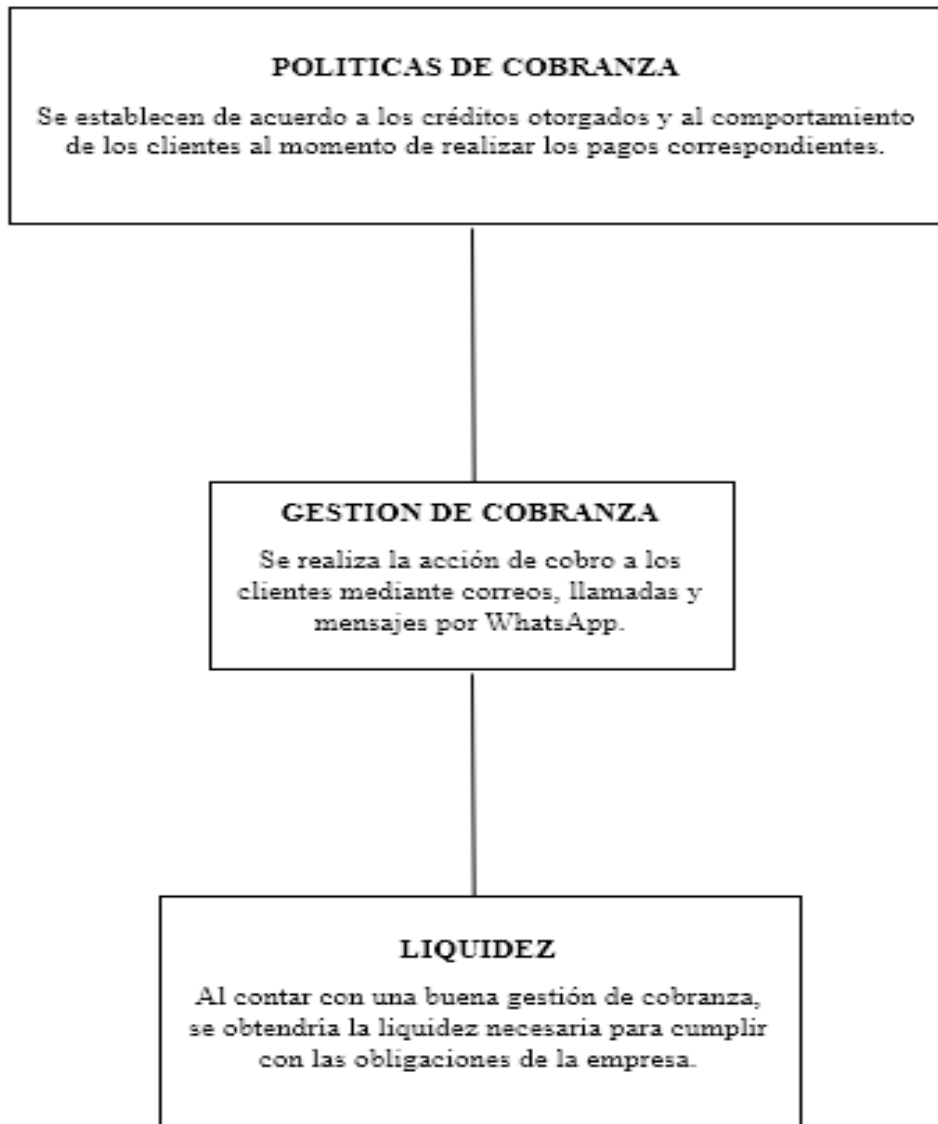 POLITICAS DE COBRANZA
Se establecen de acuerdo a los créditos otorgados y al comportamiento
de los clientes al momento de realizar los pagos correspondientes.
GESTION DE COBRANZA
Se realiza la acción de cobro a los
clientes mediante correos, llamadas y
mensajes por WhatsApp.
LIQUIDEZ
Al contar con una buena gestión de cobranza,
se obtendría la liquidez necesaria para cumplir
con las obligaciones de la empresa.